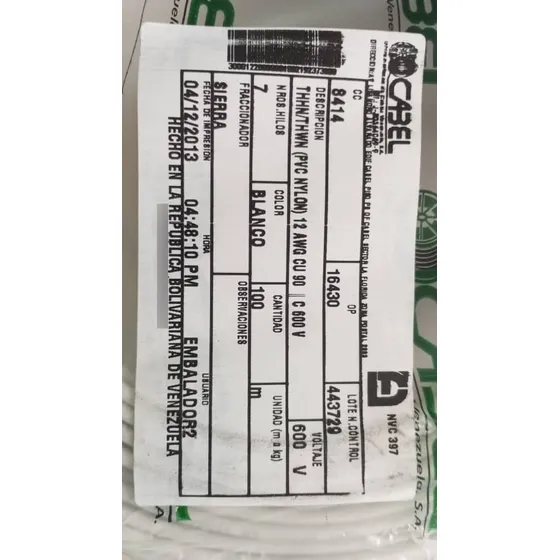 CABEL
NVC 397
CC
OP
LOTE N.CONTROL
8414
16430
443729
DESCRIPCION
VOLTAJE
THHN/THWN (PVC NYLON) 12 AWG CU 90 C 600 V
600 V
NROS.HILOS
COLOR
CANTIDAD
UNIDAD (m o kg)
7
BLANCO
100
m
FRACCIONADOR
OBSERVACIONES
SIERRA
FECHA DE IMPRESION
HORA
USUARIO
04/12/2013
04:48:10 PM
EMBALADOR2
HECHO EN LA REPUBLICA BOLIVARIANA DE VENEZUELA